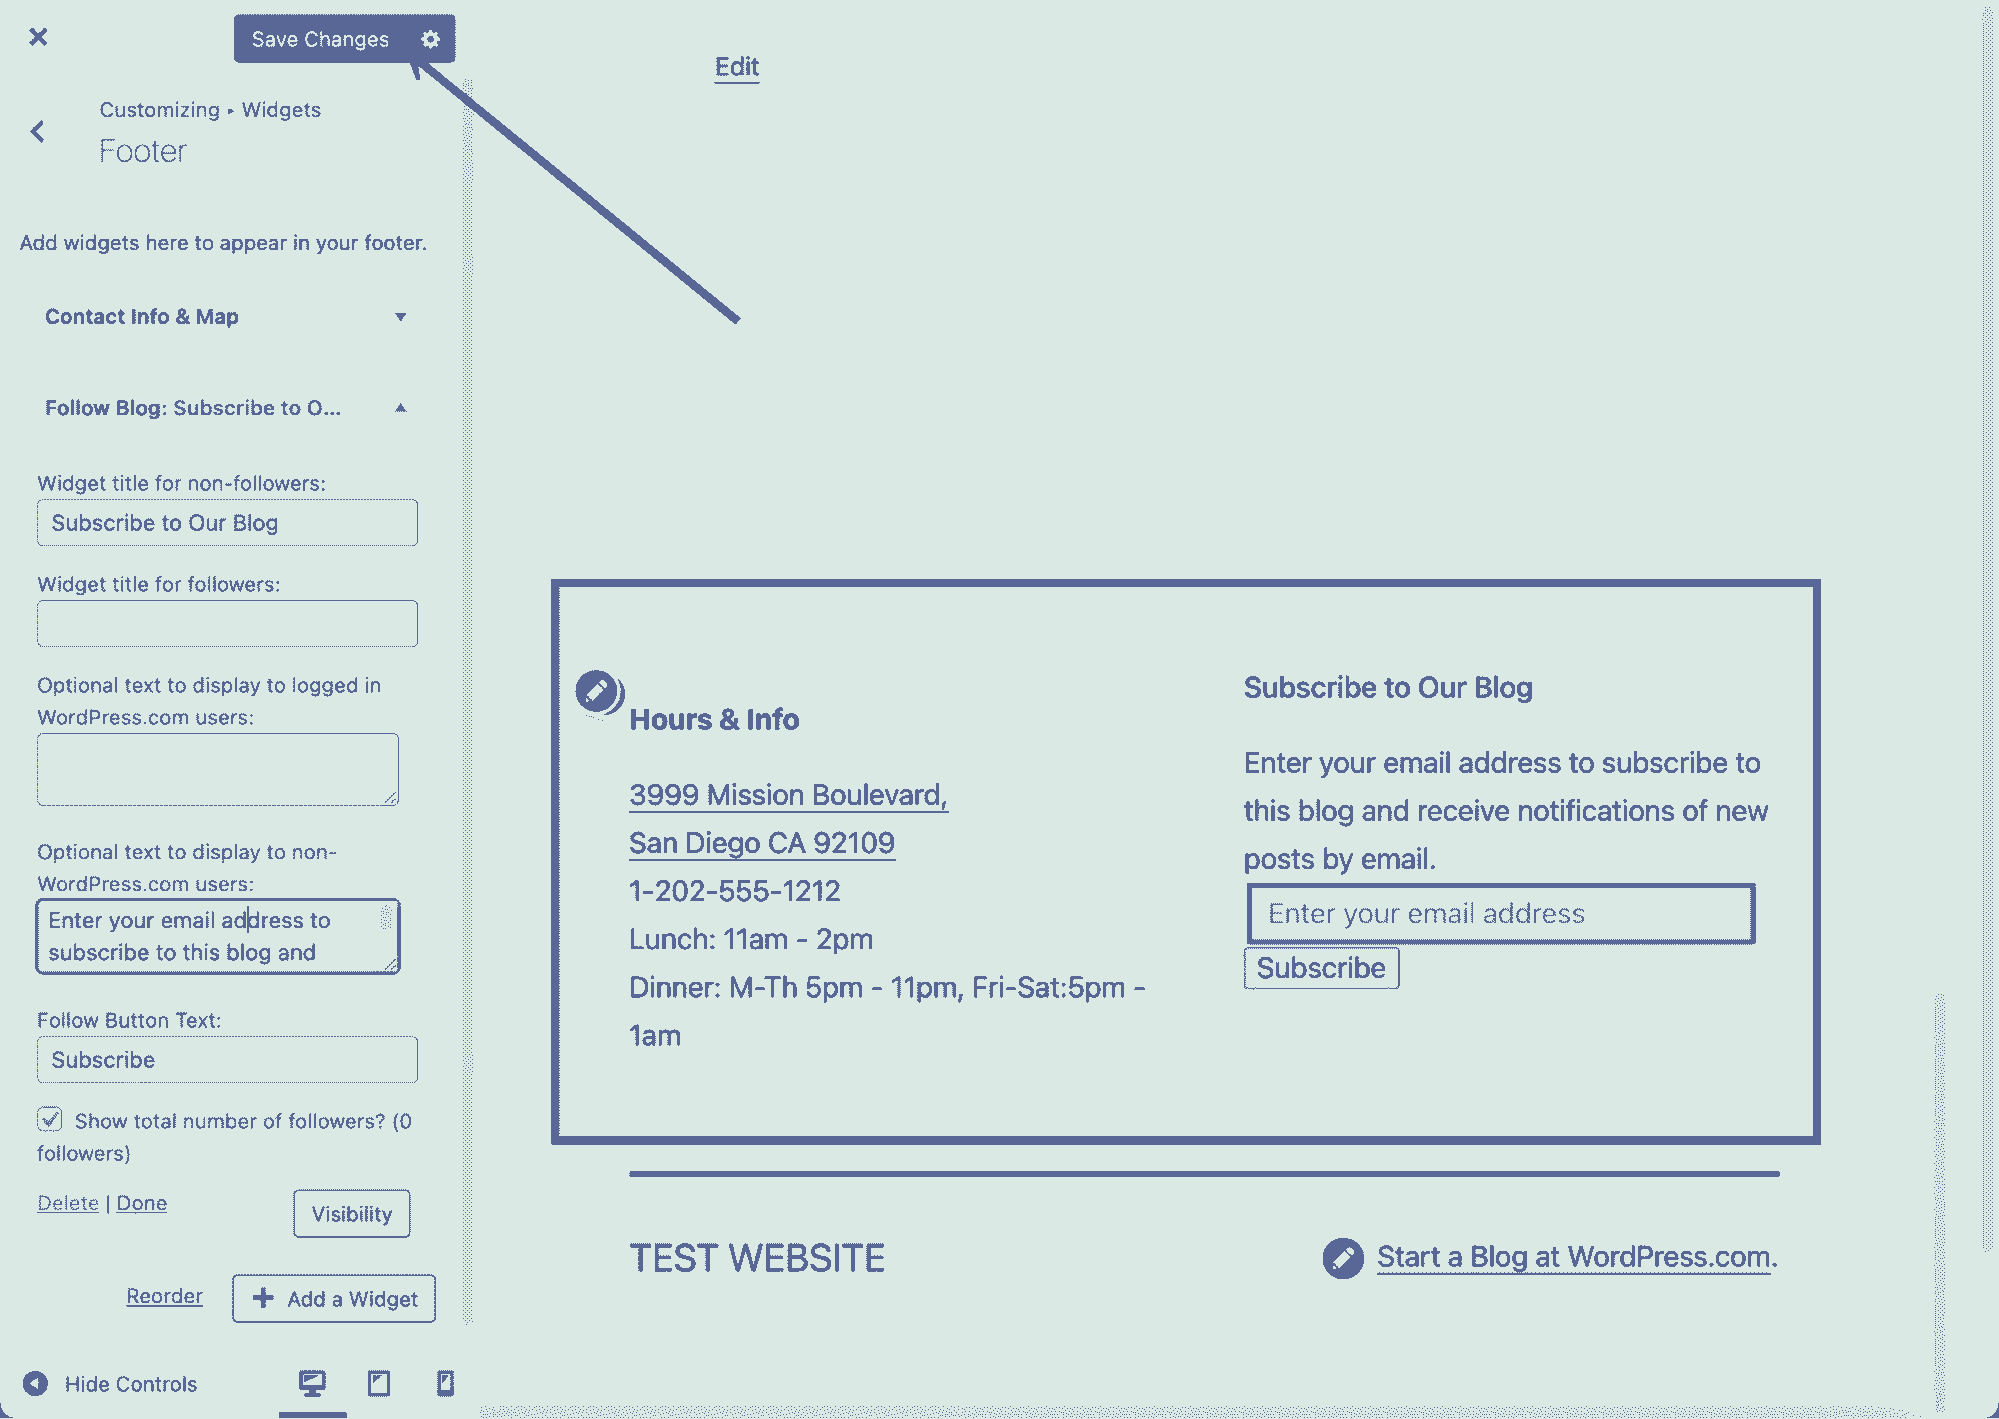 Save Changes
Customizing ▸ Widgets
Footer
Add widgets here to appear in your footer.
Contact Info & Map
Follow Blog: Subscribe to O...
Widget title for non-followers:
Subscribe to Our Blog
Widget title for followers:
Optional text to display to logged in
WordPress.com users:
Optional text to display to non-
WordPress.com users:
Enter your email address to
subscribe to this blog and
Follow Button Text:
Subscribe
Show total number of followers? (0
followers)
Delete | Done
Visibility
Reorder
Add a Widget
Hide Controls
Edit
Hours & Info
3999 Mission Boulevard,
San Diego CA 92109
1-202-555-1212
Lunch: 11am - 2pm
Dinner: M-Th 5pm - 11pm, Fri-Sat:5pm -
1am
Subscribe to Our Blog
Enter your email address to subscribe to
this blog and receive notifications of new
posts by email.
Enter your email address
Subscribe
TEST WEBSITE
Start a Blog at WordPress.com.